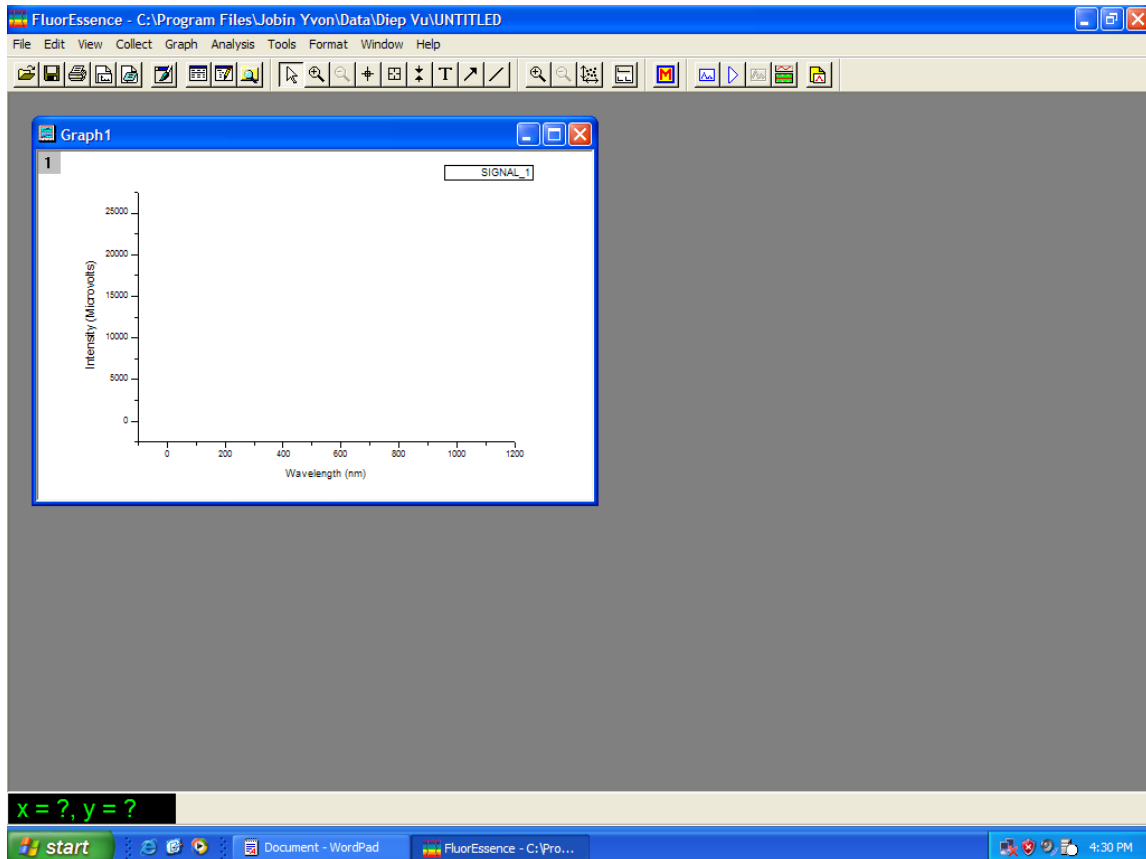 FluorEssence - C:\Program Files\Jobin Yvon\Data\Diep Vu\UNTITLED
File Edit View Collect Graph Analysis Tools Format Window Help
T M
Graph1
1
SIGNAL_1
25000
20000
15000
10000
5000
0
Intensity (Microvolts)
0 200 400 600 800 1000 1200
Wavelength (nm)
x = ?, y = ?
start Document - WordPad FluorEssence - C:\Pro... 4:30 PM